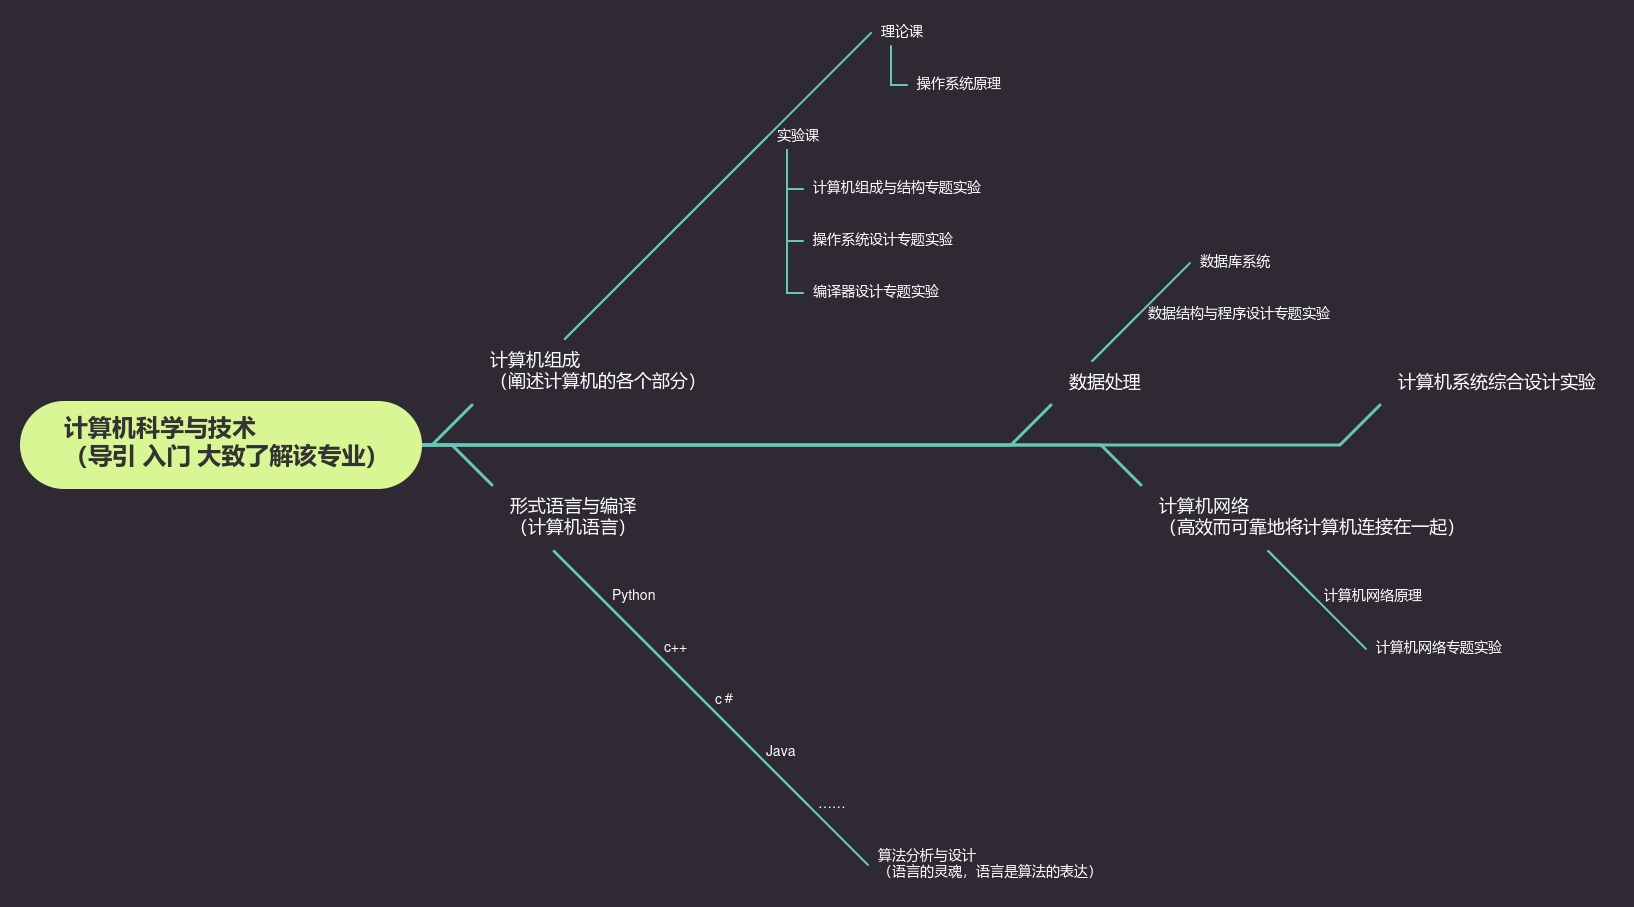 理论课
操作系统原理
实验课
计算机组成与结构专题实验
操作系统设计专题实验
编译器设计专题实验
计算机组成
（阐述计算机的各个部分）
数据库系统
数据结构与程序设计专题实验
数据处理
计算机系统综合设计实验
计算机科学与技术
（导引 入门 大致了解该专业）
形式语言与编译
（计算机语言）
Python
c++
c#
Java
……
算法分析与设计
（语言的灵魂，语言是算法的表达）
计算机网络
（高效而可靠地将计算机连接在一起）
计算机网络原理
计算机网络专题实验